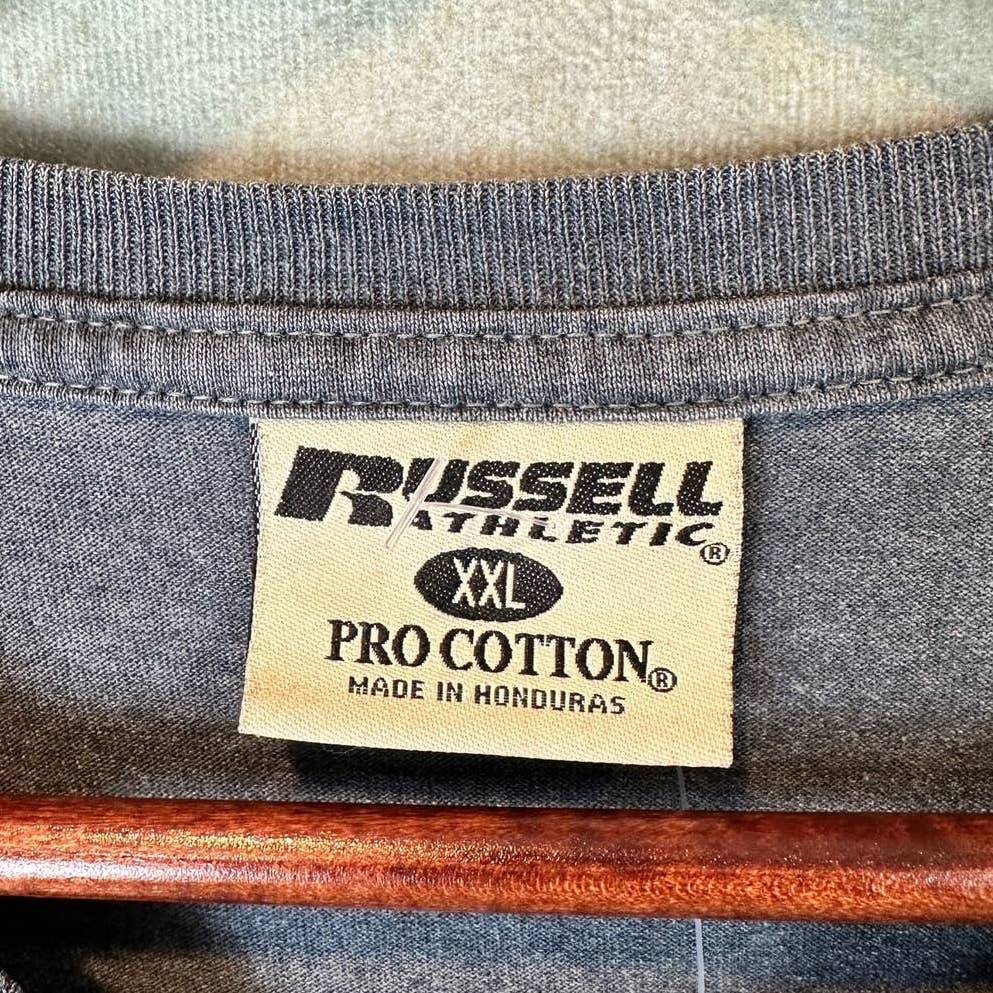 RUSSELL
ATHLETIC®
XXL
PRO COTTON®
MADE IN HONDURAS